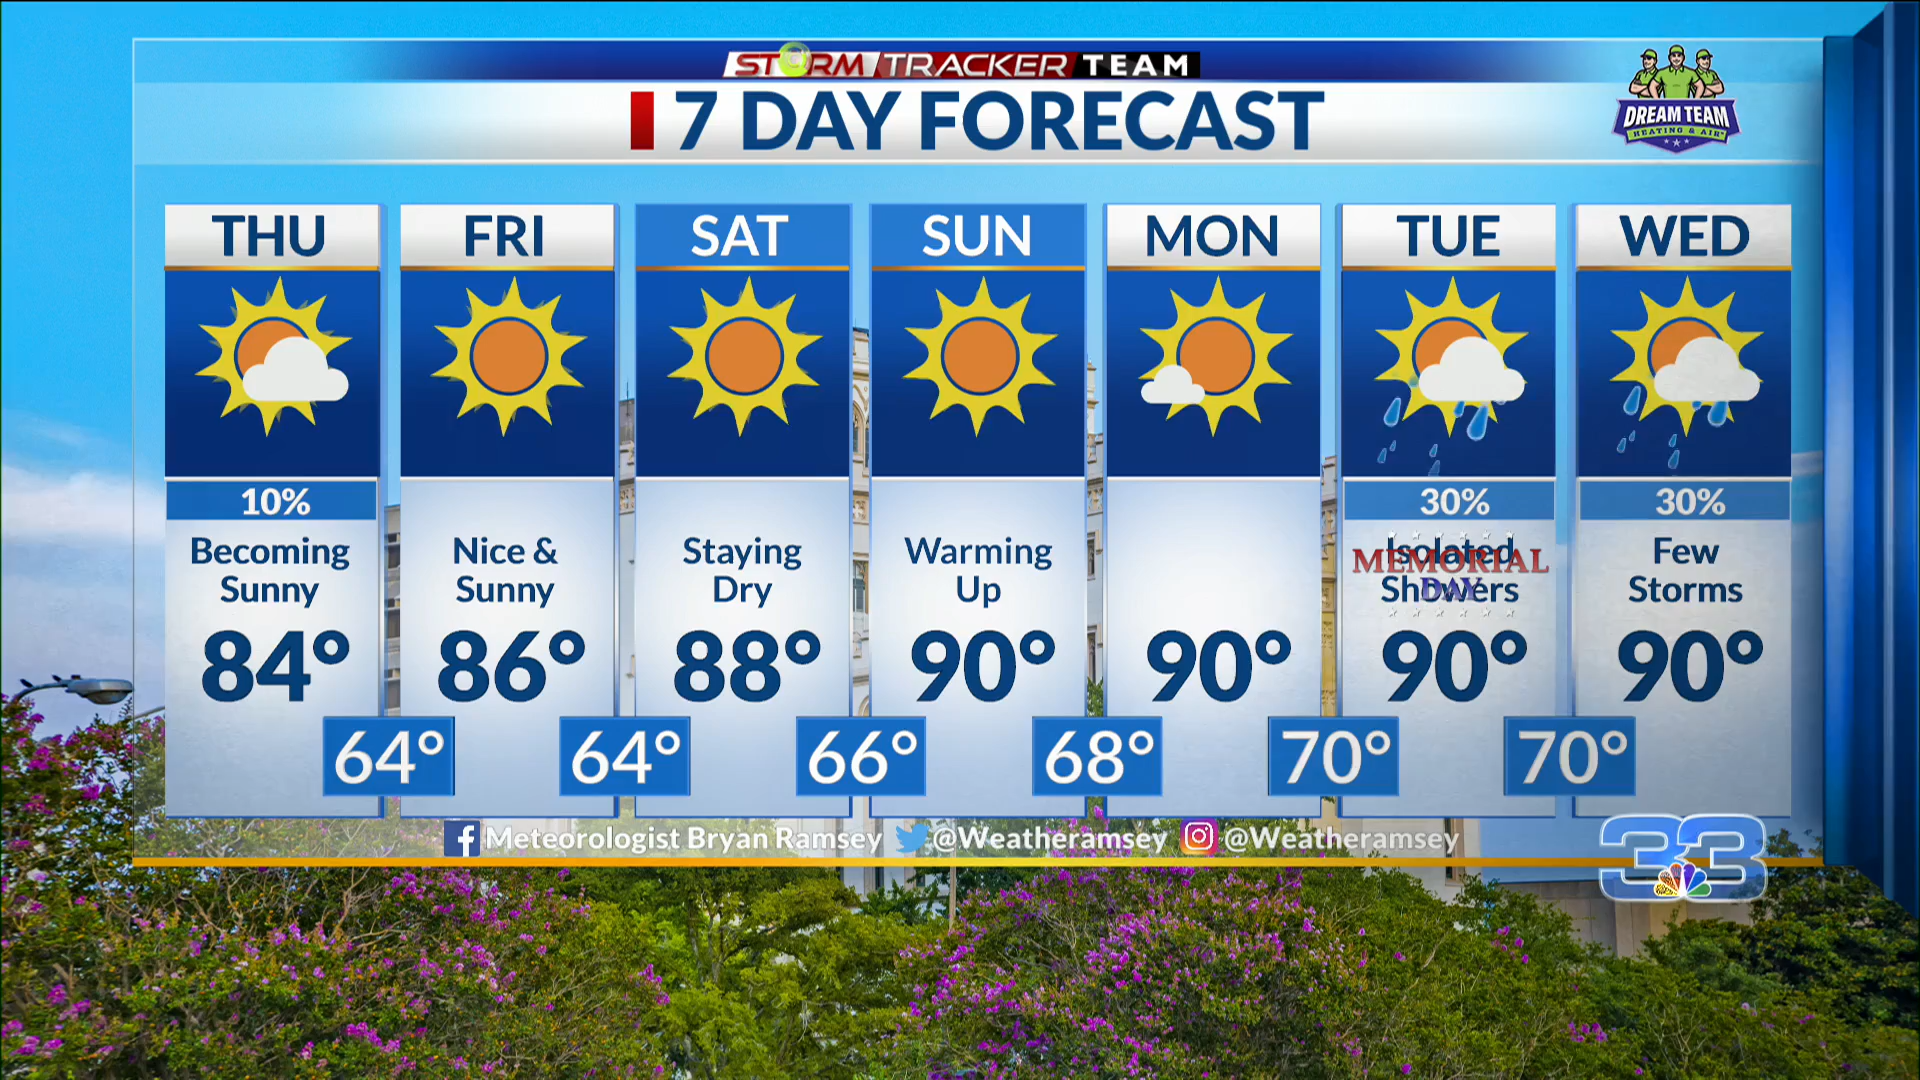 STORM TRACKER TEAM
7 DAY FORECAST
DREAM TEAM
HEATING & AIR
THU
FRI
SAT
SUN
MON
TUE
WED
10%
30%
30%
Becoming
Sunny
Nice &
Sunny
Staying
Dry
Warming
Up
Isolated
Showers
MEMORIAL
DAY
Few
Storms
84°
86°
88°
90°
90°
90°
90°
64°
64°
66°
68°
70°
70°
Meteorologist Bryan Ramsey @Weatheramsey @Weatheramsey
33